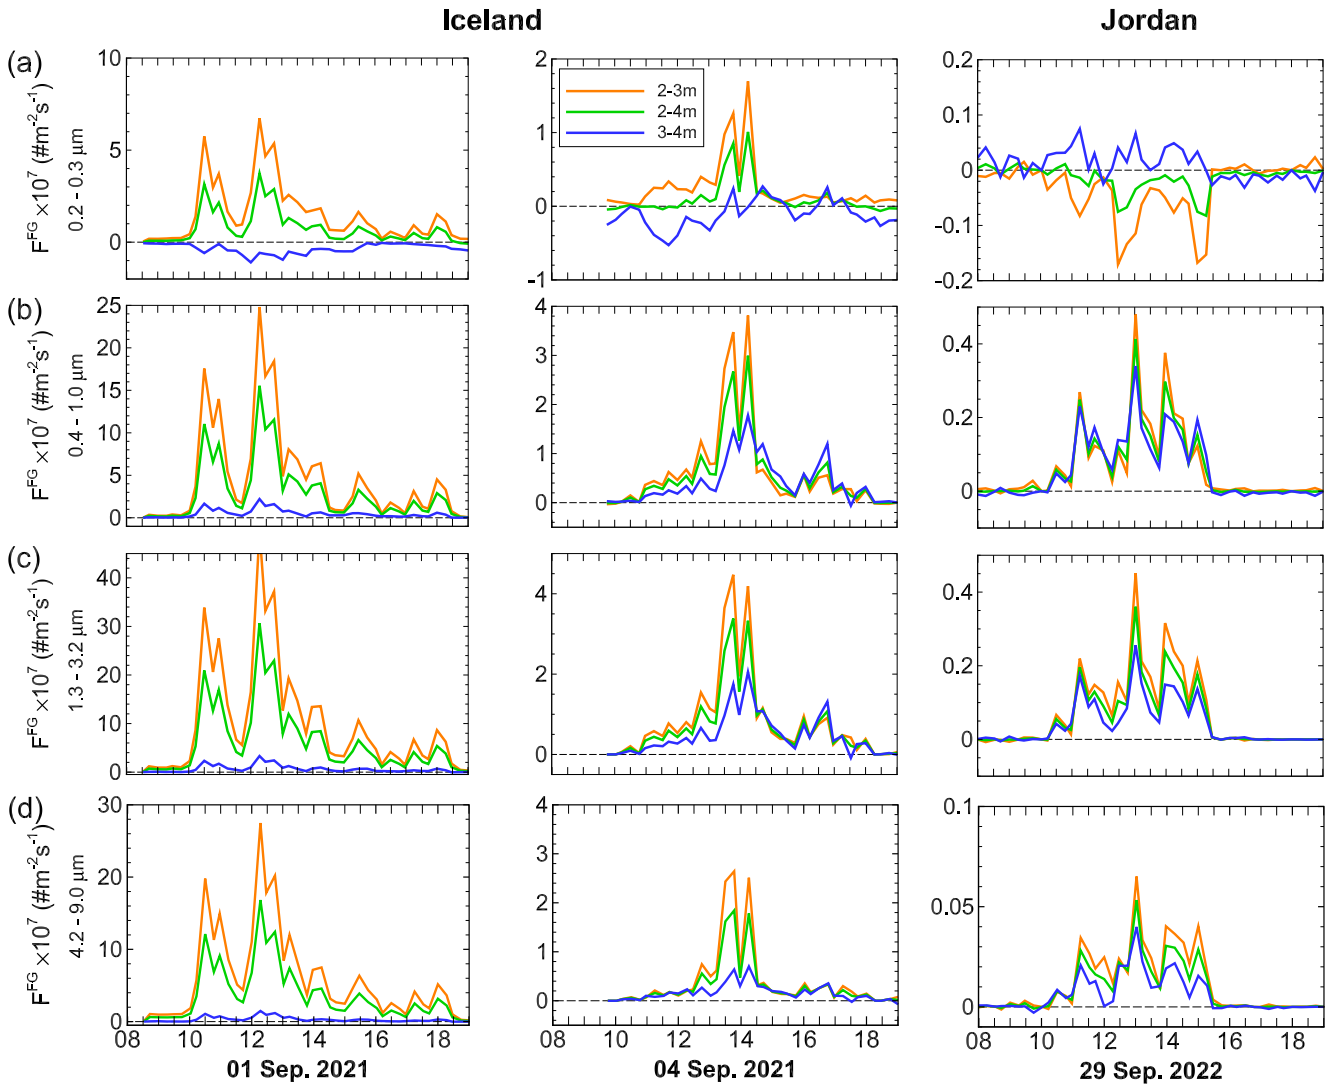 Iceland
Jordan
(a)
F^FG ×10^7 (#m^-2s^-1)
0.2 - 0.3 µm
10
5
0
2
1
0
-1
2-3m
2-4m
3-4m
0.2
0.1
0
-0.1
-0.2
(b)
F^FG ×10^7 (#m^-2s^-1)
0.4 - 1.0 µm
25
20
15
10
5
0
4
3
2
1
0
0.4
0.2
0
(c)
F^FG ×10^7 (#m^-2s^-1)
1.3 - 3.2 µm
40
30
20
10
0
4
2
0
0.4
0.2
0
(d)
F^FG ×10^7 (#m^-2s^-1)
4.2 - 9.0 µm
30
20
10
0
4
3
2
1
0
0.1
0.05
0
08 10 12 14 16 18
08 10 12 14 16 18
08 10 12 14 16 18
01 Sep. 2021
04 Sep. 2021
29 Sep. 2022